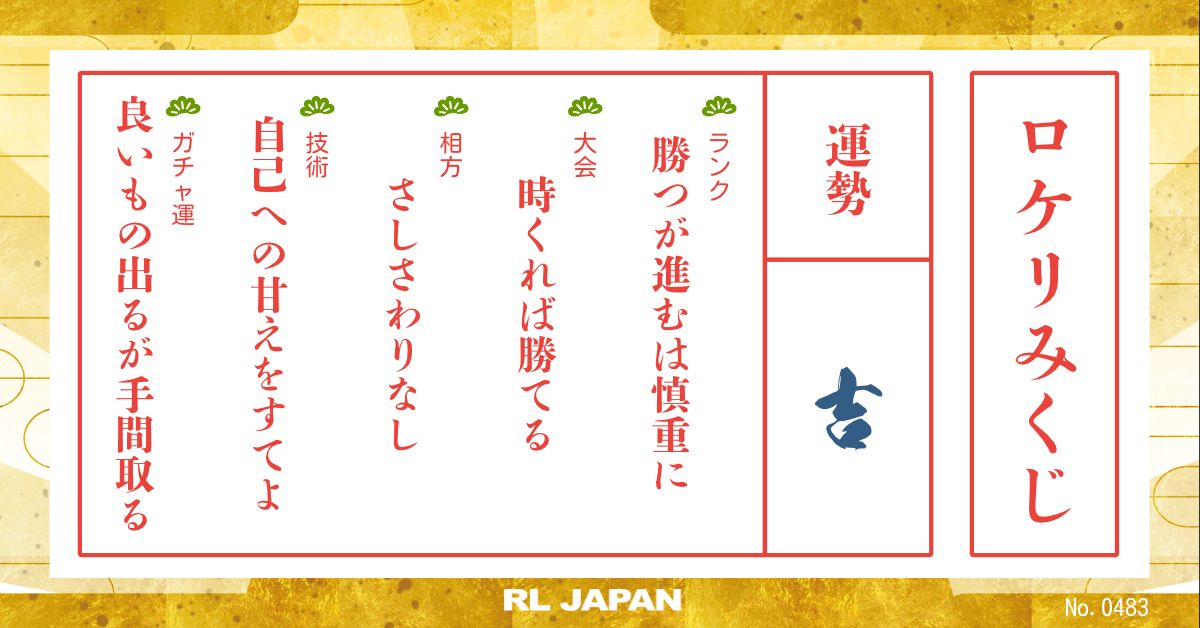 ロケリみくじ
運勢
吉
ランク
勝つが進むは慎重に
大会
時くれば勝てる
相方
さしさわりなし
技術
自己への甘えをすてよ
ガチャ運
良いもの出るが手間取る
RL JAPAN
No. 0483